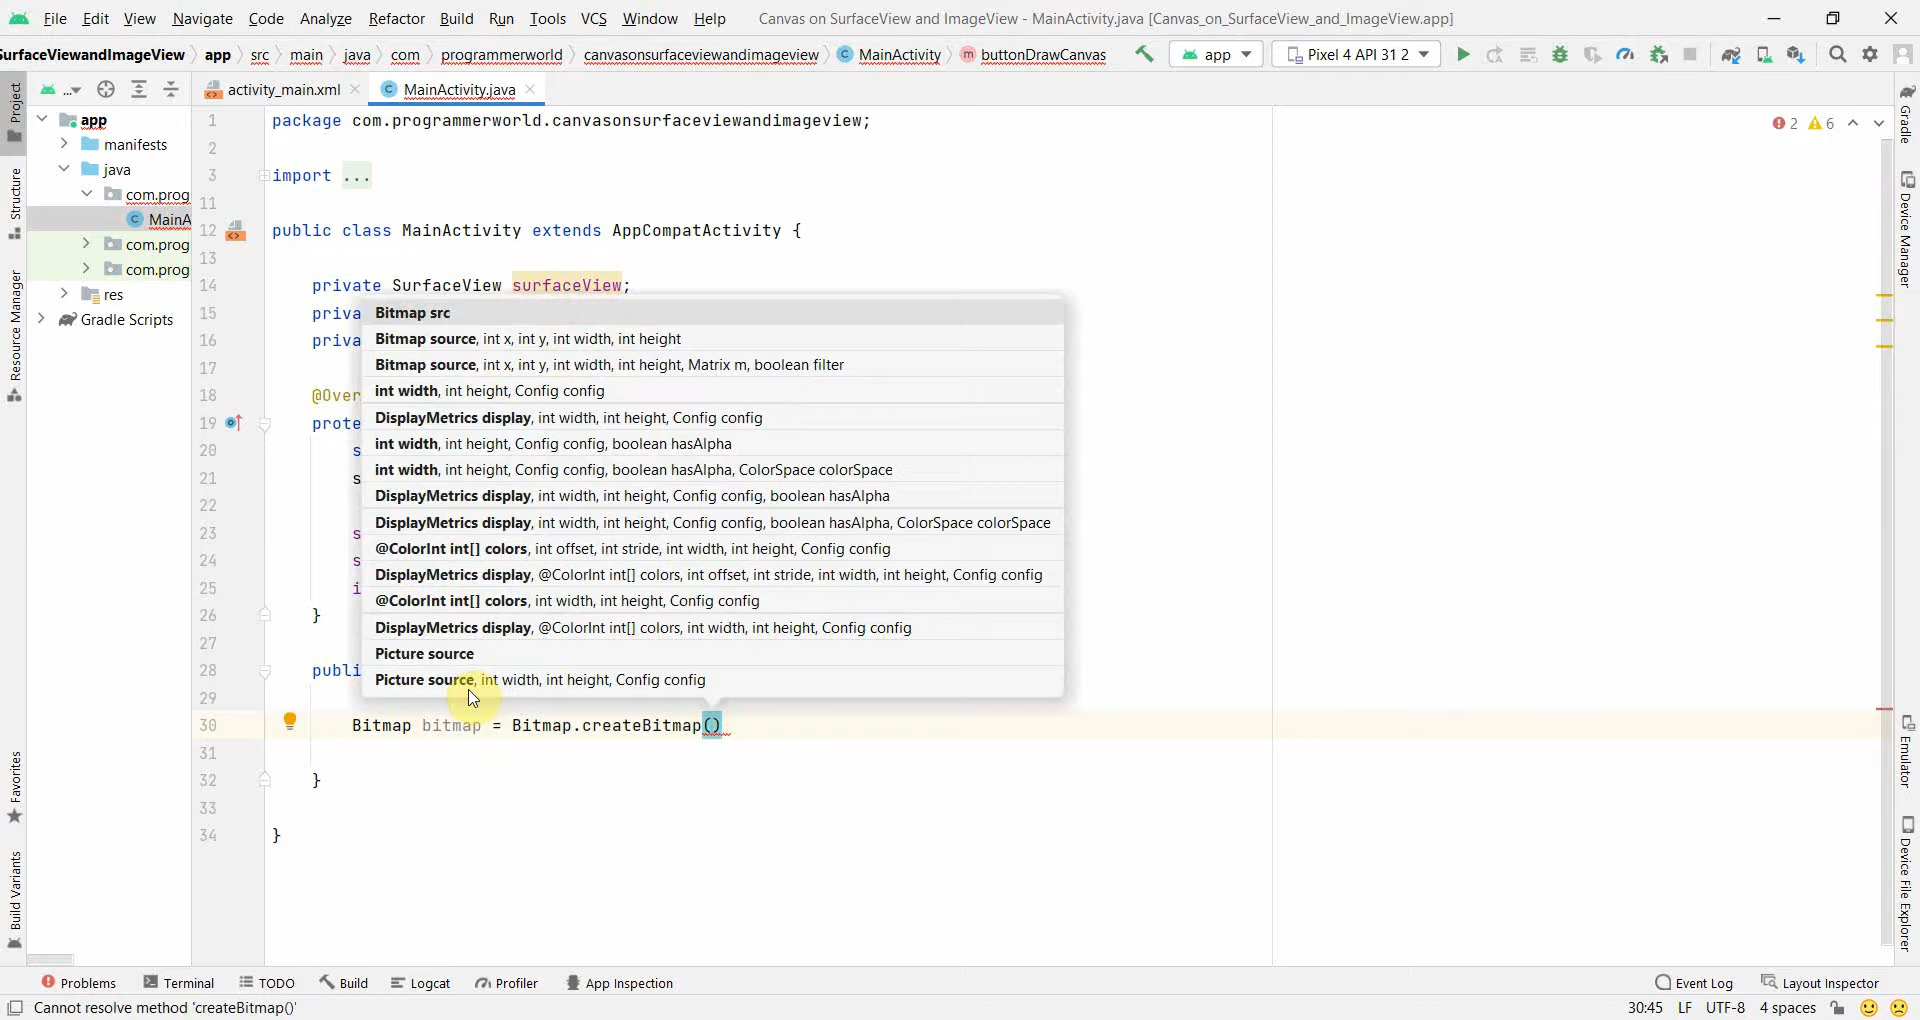 File Edit View Navigate Code Analyze Refactor Build Run Tools VCS Window Help Canvas on SurfaceView and ImageView - MainActivity.java [Canvas_on_SurfaceView_and_ImageView.app]
SurfaceViewandImageView app src main java com programmerworld canvasonsurfaceviewandimageview MainActivity buttonDrawCanvas app Pixel 4 API 31 2
... activity_main.xml MainActivity.java
Project
Structure
Resource Manager
Favorites
Build Variants
app
manifests
java
com.prog
MainA
com.prog
com.prog
res
Gradle Scripts
1 package com.programmerworld.canvasonsurfaceviewandimageview;
2
3 import ...
11
12 public class MainActivity extends AppCompatActivity {
13
14 private SurfaceView surfaceView;
15 priva
16 priva
17
18 @Over
19 prote
20 s
21 s
22
23 s
24 s
25 i
26 }
27
28 publi
29
30 Bitmap bitmap = Bitmap.createBitmap()
31
32 }
33
34 }
Bitmap src
Bitmap source, int x, int y, int width, int height
Bitmap source, int x, int y, int width, int height, Matrix m, boolean filter
int width, int height, Config config
DisplayMetrics display, int width, int height, Config config
int width, int height, Config config, boolean hasAlpha
int width, int height, Config config, boolean hasAlpha, ColorSpace colorSpace
DisplayMetrics display, int width, int height, Config config, boolean hasAlpha
DisplayMetrics display, int width, int height, Config config, boolean hasAlpha, ColorSpace colorSpace
@ColorInt int[] colors, int offset, int stride, int width, int height, Config config
DisplayMetrics display, @ColorInt int[] colors, int offset, int stride, int width, int height, Config config
@ColorInt int[] colors, int width, int height, Config config
DisplayMetrics display, @ColorInt int[] colors, int width, int height, Config config
Picture source
Picture source, int width, int height, Config config
2 6
Gradle
Device Manager
Emulator
Device File Explorer
Problems Terminal TODO Build Logcat Profiler App Inspection Event Log Layout Inspector
Cannot resolve method 'createBitmap()' 30:45 LF UTF-8 4 spaces